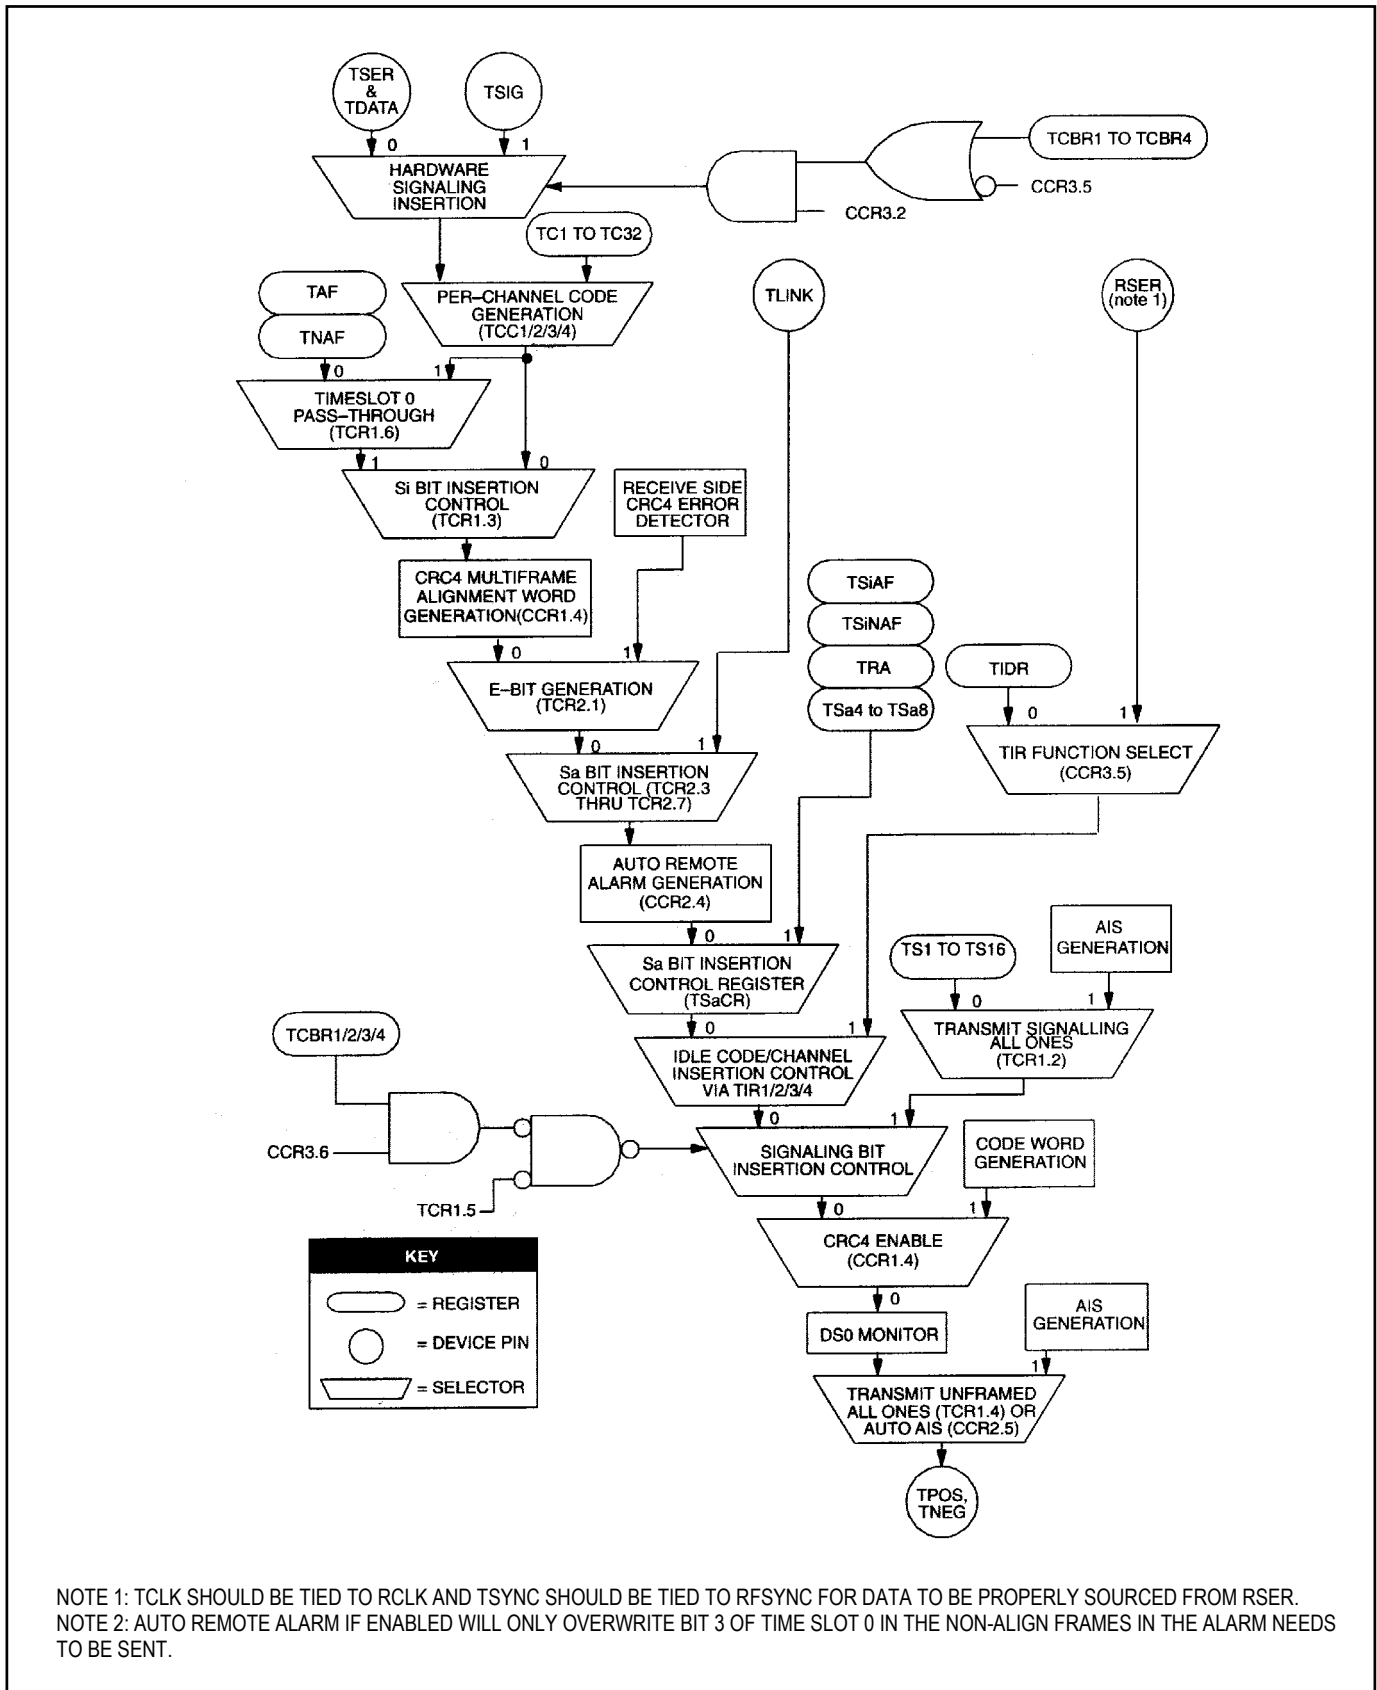 TSER
&
TDATA
TSIG
0
1
HARDWARE
SIGNALING
INSERTION
TCBR1 TO TCBR4
CCR3.5
CCR3.2
TC1 TO TC32
TAF
TNAF
PER–CHANNEL CODE
GENERATION
(TCC1/2/3/4)
TLINK
RSER
(note 1)
0
1
TIMESLOT 0
PASS–THROUGH
(TCR1.6)
1
0
Si BIT INSERTION
CONTROL
(TCR1.3)
RECEIVE SIDE
CRC4 ERROR
DETECTOR
CRC4 MULTIFRAME
ALIGNMENT WORD
GENERATION(CCR1.4)
TSiAF
TSiNAF
TRA
TSa4 to TSa8
0
1
E–BIT GENERATION
(TCR2.1)
TIDR
0
1
TIR FUNCTION SELECT
(CCR3.5)
0
1
Sa BIT INSERTION
CONTROL (TCR2.3
THRU TCR2.7)
AUTO REMOTE
ALARM GENERATION
(CCR2.4)
0
1
Sa BIT INSERTION
CONTROL REGISTER
(TSaCR)
TS1 TO TS16
AIS
GENERATION
0
1
TRANSMIT SIGNALLING
ALL ONES
(TCR1.2)
0
1
IDLE CODE/CHANNEL
INSERTION CONTROL
VIA TIR1/2/3/4
TCBR1/2/3/4
CCR3.6
TCR1.5
0
1
SIGNALING BIT
INSERTION CONTROL
CODE WORD
GENERATION
0
1
CRC4 ENABLE
(CCR1.4)
0
DS0 MONITOR
AIS
GENERATION
1
TRANSMIT UNFRAMED
ALL ONES (TCR1.4) OR
AUTO AIS (CCR2.5)
TPOS,
TNEG
KEY
= REGISTER
= DEVICE PIN
= SELECTOR
NOTE 1: TCLK SHOULD BE TIED TO RCLK AND TSYNC SHOULD BE TIED TO RFSYNC FOR DATA TO BE PROPERLY SOURCED FROM RSER.
NOTE 2: AUTO REMOTE ALARM IF ENABLED WILL ONLY OVERWRITE BIT 3 OF TIME SLOT 0 IN THE NON-ALIGN FRAMES IN THE ALARM NEEDS
TO BE SENT.